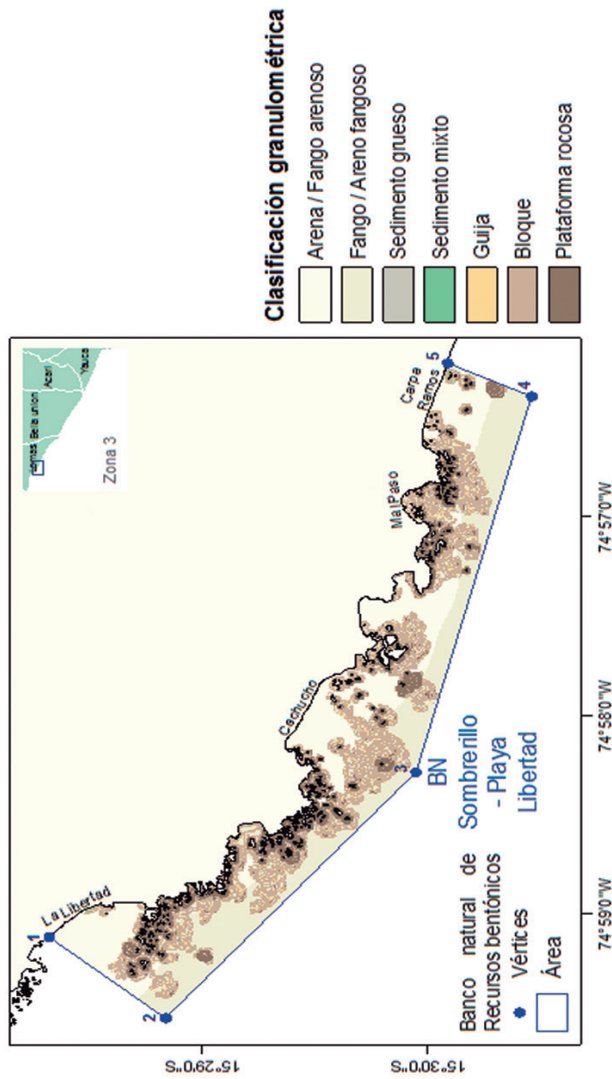 Clasificación granulométrica
Arena / Fango arenoso
Fango / Areno fangoso
Sedimento grueso
Sedimento mixto
Guija
Bloque
Plataforma rocosa
Bella union
Acari
Yauca
Zona 3
1
La Libertad
2
Cachucho
3
BN
Sombrerillo
- Playa
Libertad
Mal Paso
Carpa
Ramos
5
4
Banco natural de
Recursos bentónicos
Vértices
Área
15°29'0"S
15°30'0"S
74°59'0"W
74°58'0"W
74°57'0"W